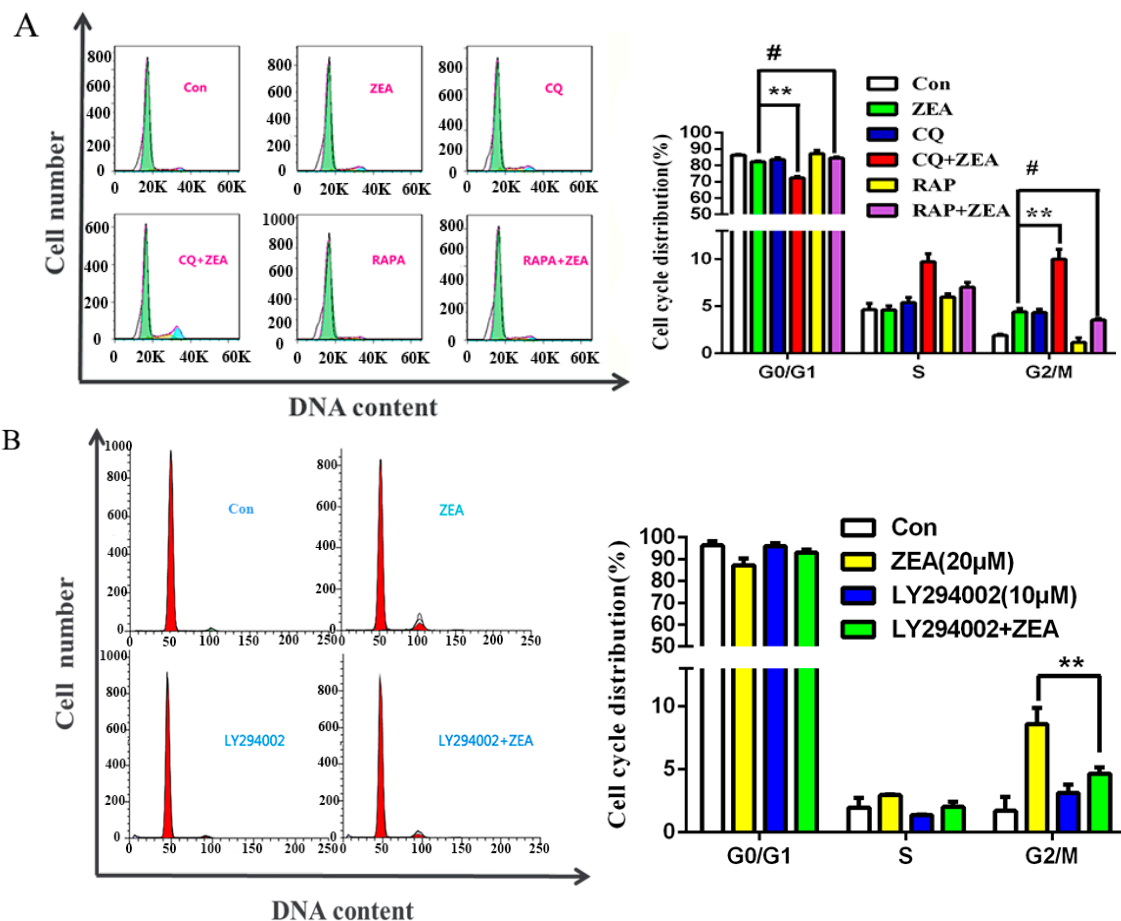 A
Cell number
800
600
400
200
0
Con
0 20K 40K 60K
800
600
400
200
0
ZEA
0 20K 40K 60K
800
600
400
200
0
CQ
0 20K 40K 60K
600
400
200
0
CQ+ZEA
0 20K 40K 60K
1000
800
600
400
200
0
RAPA
0 20K 40K 60K
800
600
400
200
0
RAPA+ZEA
0 20K 40K 60K
DNA content
Cell cycle distribution(%)
100
90
80
70
60
50
10
5
0
#
**
#
**
Con
ZEA
CQ
CQ+ZEA
RAP
RAP+ZEA
G0/G1 S G2/M
B
Cell number
1000
800
600
400
200
0
Con
0 50 100 150 200 250
800
600
400
200
0
ZEA
0 50 100 150 200 250
1000
800
600
400
200
0
LY294002
0 50 100 150 200 250
800
600
400
200
0
LY294002+ZEA
0 50 100 150 200 250
DNA content
Cell cycle distribution(%)
100
90
80
70
60
50
10
5
0
Con
ZEA(20μM)
LY294002(10μM)
LY294002+ZEA
**
G0/G1 S G2/M